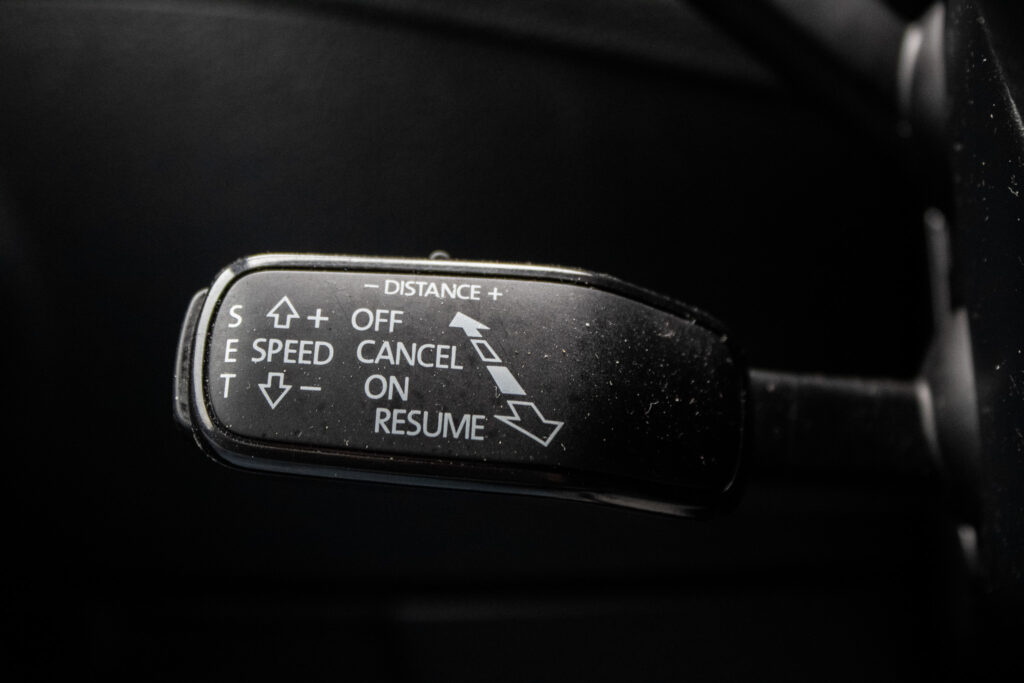 − DISTANCE +
S + OFF
E SPEED CANCEL
T − ON
RESUME